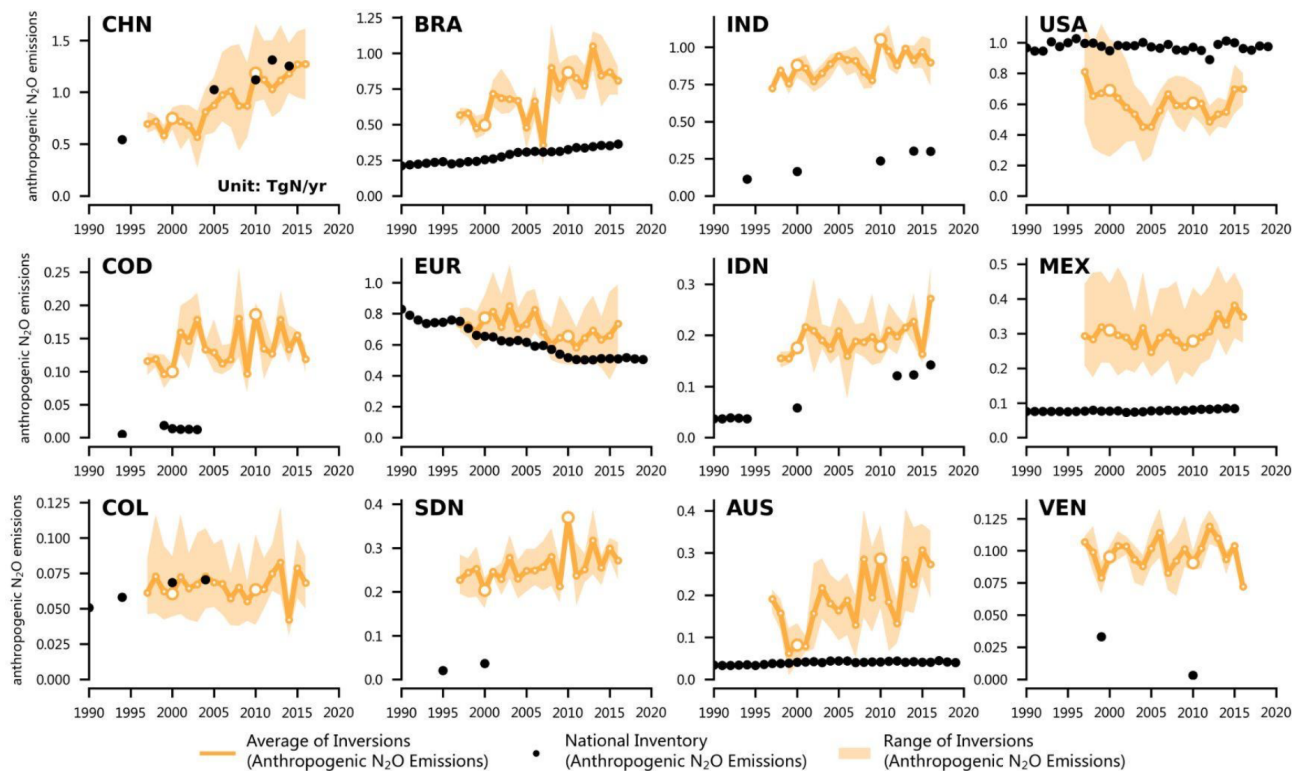 CHN
BRA
IND
USA
anthropogenic N₂O emissions
1.5
1.0
0.5
0.0
Unit: TgN/yr
1990 1995 2000 2005 2010 2015 2020
1.25
1.00
0.75
0.50
0.25
0.00
1990 1995 2000 2005 2010 2015 2020
1.00
0.75
0.50
0.25
0.00
1990 1995 2000 2005 2010 2015 2020
1.0
0.8
0.6
0.4
0.2
0.0
1990 1995 2000 2005 2010 2015 2020
COD
EUR
IDN
MEX
anthropogenic N₂O emissions
0.25
0.20
0.15
0.10
0.05
0.00
1990 1995 2000 2005 2010 2015 2020
1.0
0.8
0.6
0.4
0.2
0.0
1990 1995 2000 2005 2010 2015 2020
0.3
0.2
0.1
0.0
1990 1995 2000 2005 2010 2015 2020
0.5
0.4
0.3
0.2
0.1
0.0
1990 1995 2000 2005 2010 2015 2020
COL
SDN
AUS
VEN
anthropogenic N₂O emissions
0.125
0.100
0.075
0.050
0.025
0.000
1990 1995 2000 2005 2010 2015 2020
0.4
0.3
0.2
0.1
0.0
1990 1995 2000 2005 2010 2015 2020
0.4
0.3
0.2
0.1
0.0
1990 1995 2000 2005 2010 2015 2020
0.125
0.100
0.075
0.050
0.025
0.000
1990 1995 2000 2005 2010 2015 2020
Average of Inversions
(Anthropogenic N₂O Emissions)
National Inventory
(Anthropogenic N₂O Emissions)
Range of Inversions
(Anthropogenic N₂O Emissions)